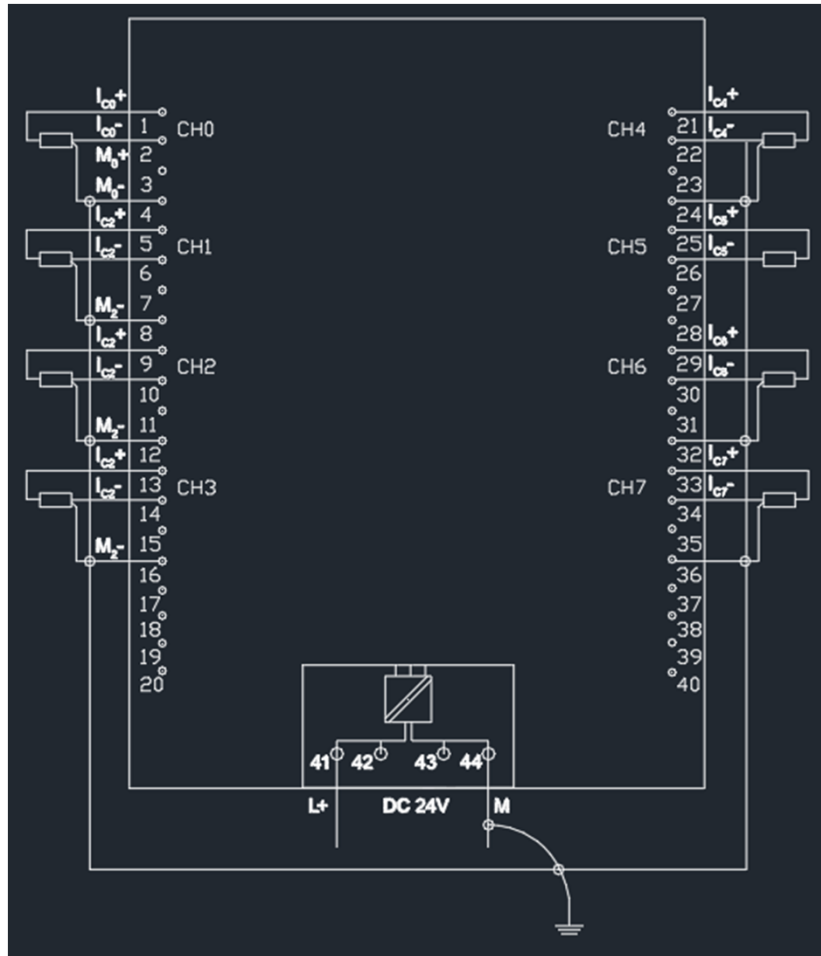 IC0+ IC4+
IC0- 1 CH0 CH4 21 IC4-
M0+ 2 22
M0- 3 23
IC2+ 4 24 IC5+
IC2- 5 CH1 CH5 25 IC5-
6 26
M2- 7 27
IC2+ 8 28 IC6+
IC2- 9 CH2 CH6 29 IC6-
10 30
M2- 11 31
IC2+ 12 32 IC7+
IC2- 13 CH3 CH7 33 IC7-
14 34
M2- 15 35
16 36
17 37
18 38
19 39
20 40
41 42 43 44
L+ DC 24V M